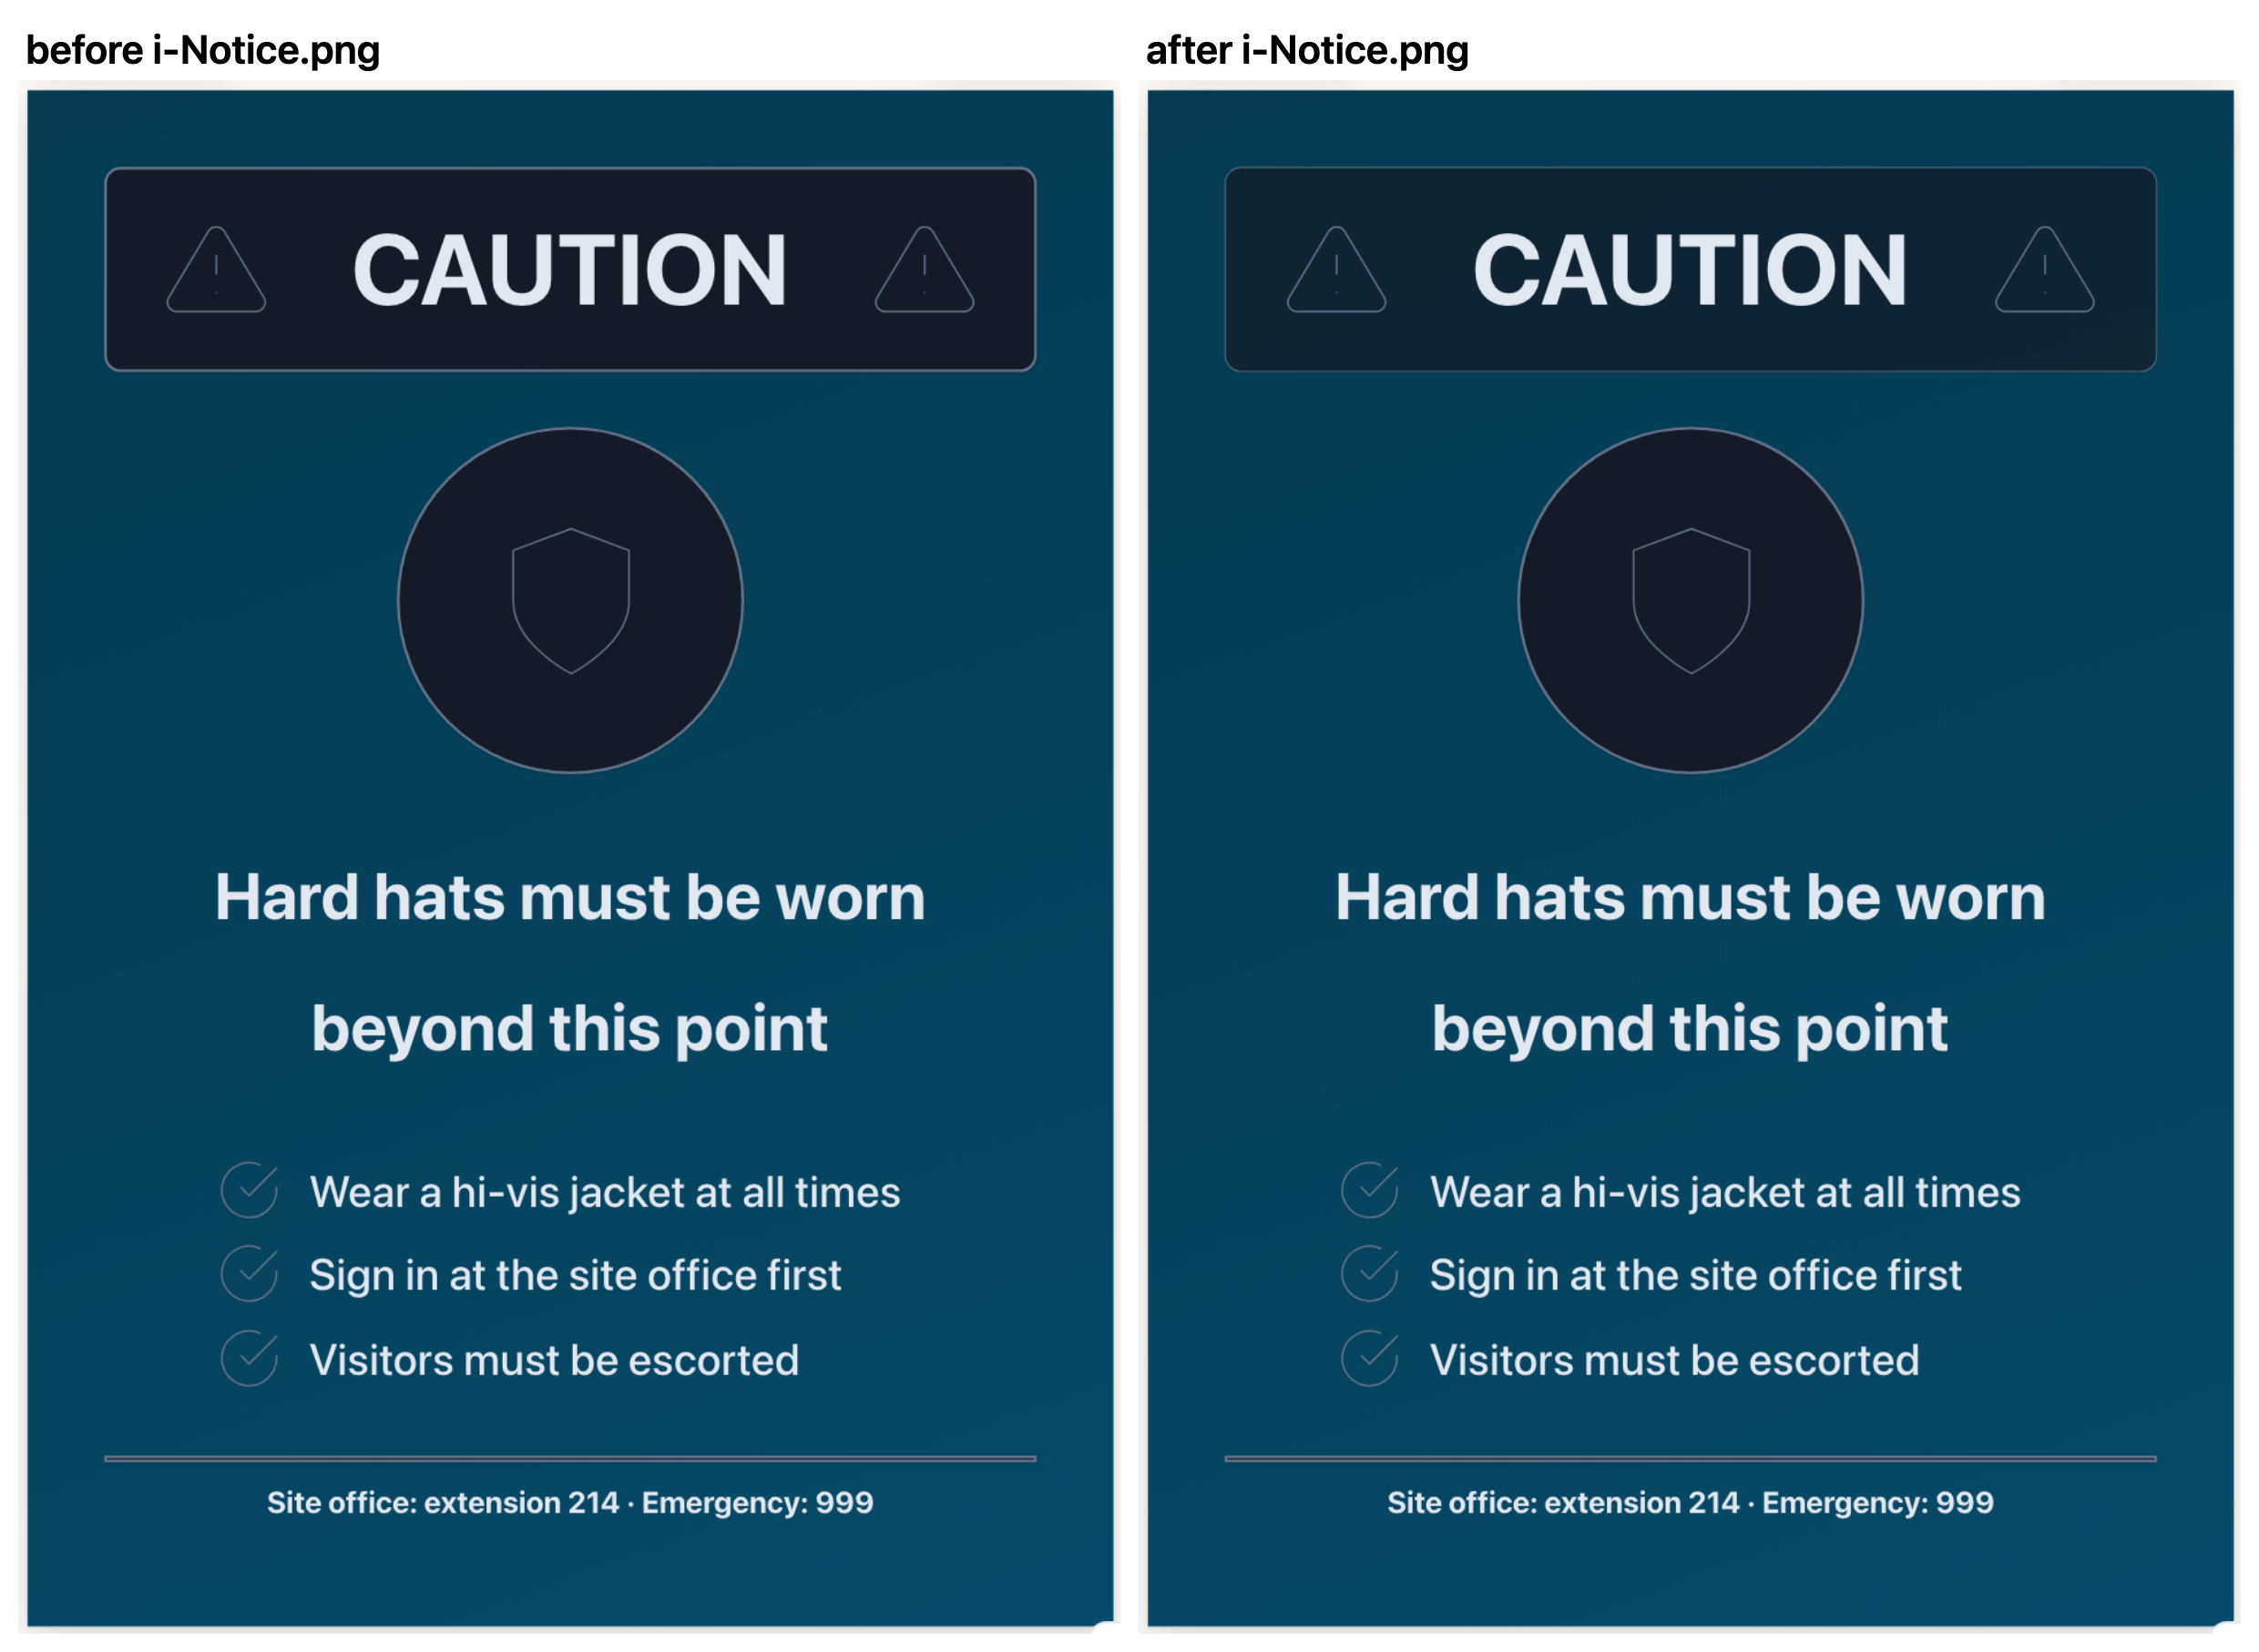 before i-Notice.png
CAUTION
Hard hats must be worn
beyond this point
Wear a hi-vis jacket at all times
Sign in at the site office first
Visitors must be escorted
Site office: extension 214 · Emergency: 999
after i-Notice.png
CAUTION
Hard hats must be worn
beyond this point
Wear a hi-vis jacket at all times
Sign in at the site office first
Visitors must be escorted
Site office: extension 214 · Emergency: 999